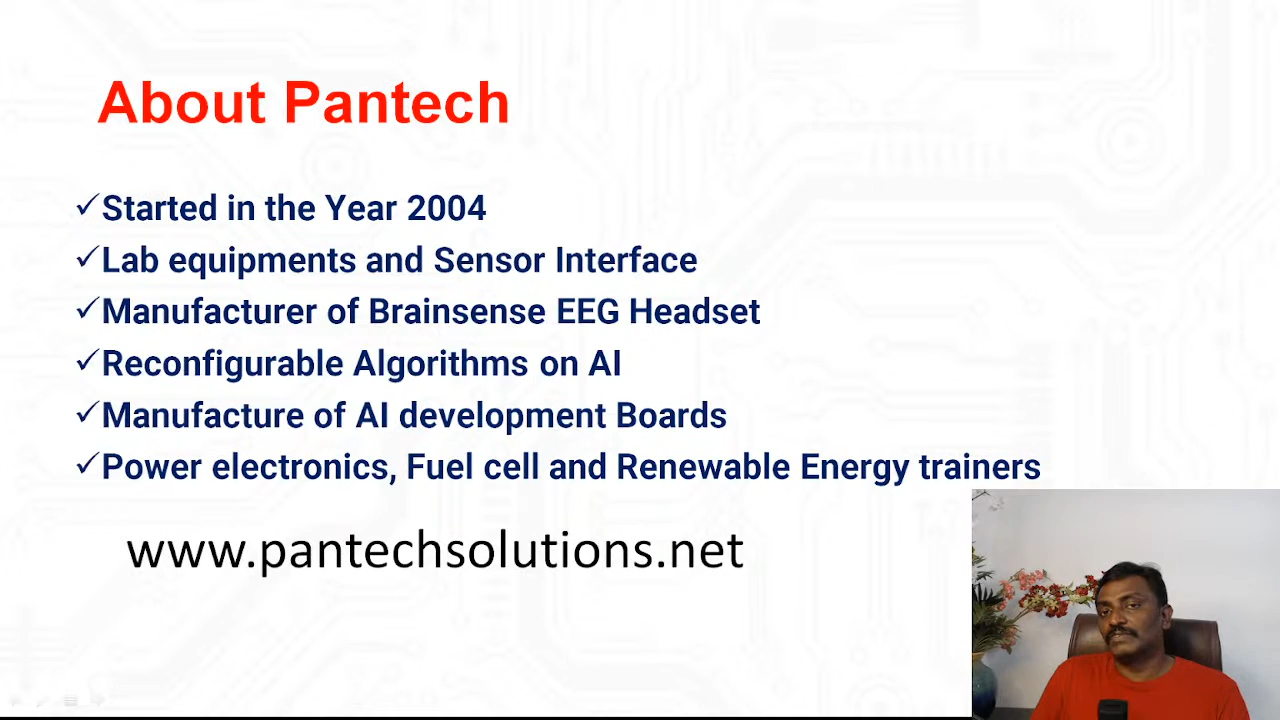 About Pantech
✓Started in the Year 2004
✓Lab equipments and Sensor Interface
✓Manufacturer of Brainsense EEG Headset
✓Reconfigurable Algorithms on AI
✓Manufacture of AI development Boards
✓Power electronics, Fuel cell and Renewable Energy trainers
www.pantechsolutions.net